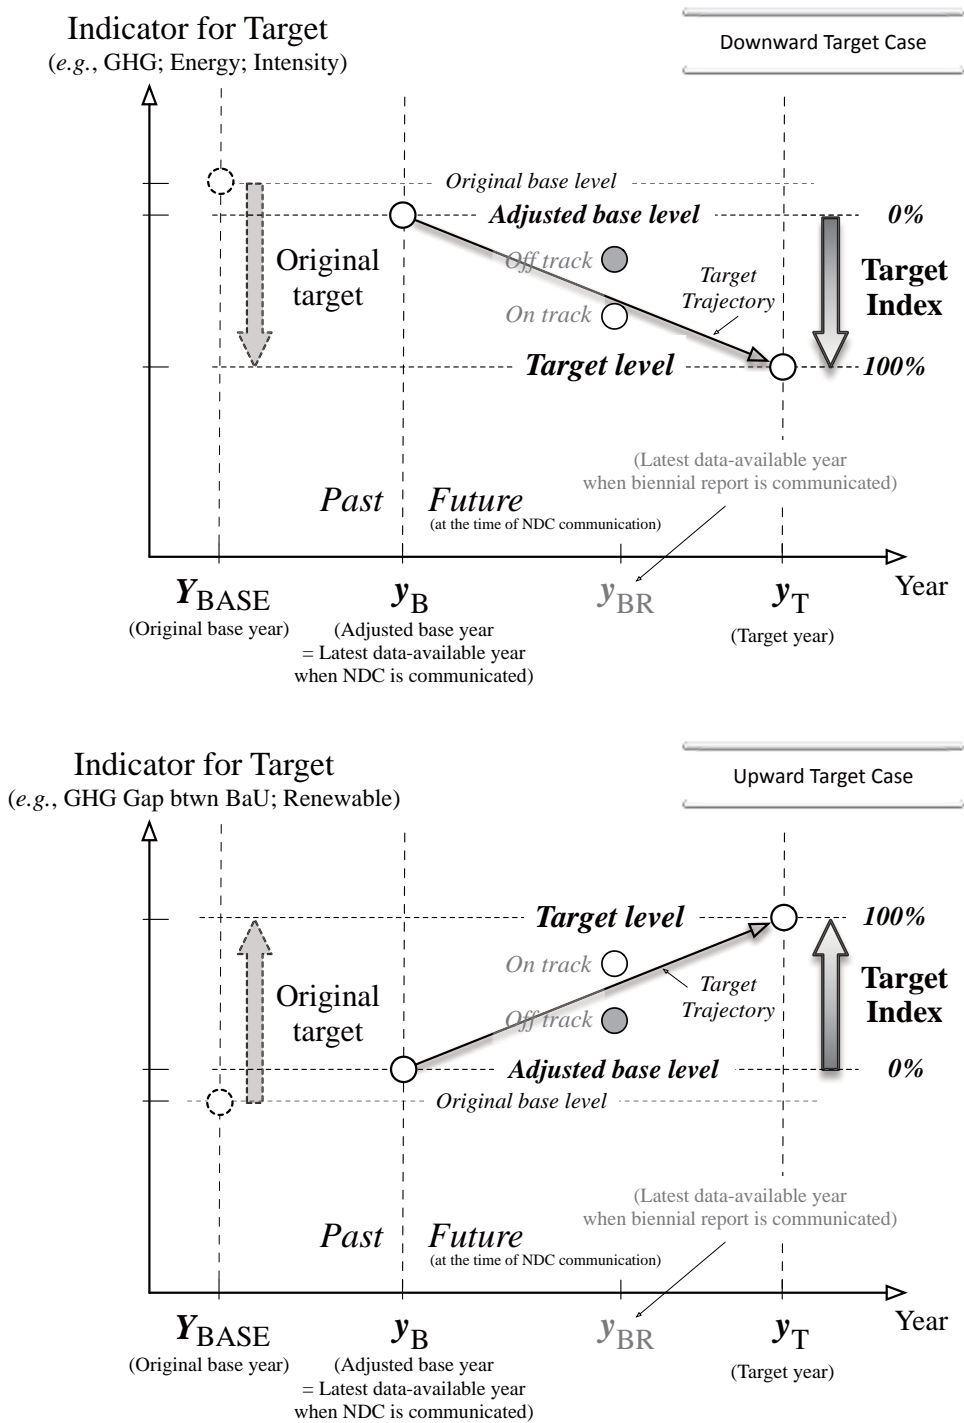 Indicator for Target
(e.g., GHG; Energy; Intensity)
Downward Target Case
Original base level
Adjusted base level
0%
Original
target
Off track
Target
Trajectory
Target
Index
On track
Target level
100%
(Latest data-available year
when biennial report is communicated)
Past
Future
(at the time of NDC communication)
Year
YBASE
yB
yBR
yT
(Original base year)
(Adjusted base year
= Latest data-available year
when NDC is communicated)
(Target year)
Indicator for Target
(e.g., GHG Gap btwn BaU; Renewable)
Upward Target Case
Target level
100%
On track
Original
target
Target
Trajectory
Target
Index
Off track
Adjusted base level
0%
Original base level
(Latest data-available year
when biennial report is communicated)
Past
Future
(at the time of NDC communication)
Year
YBASE
yB
yBR
yT
(Original base year)
(Adjusted base year
= Latest data-available year
when NDC is communicated)
(Target year)